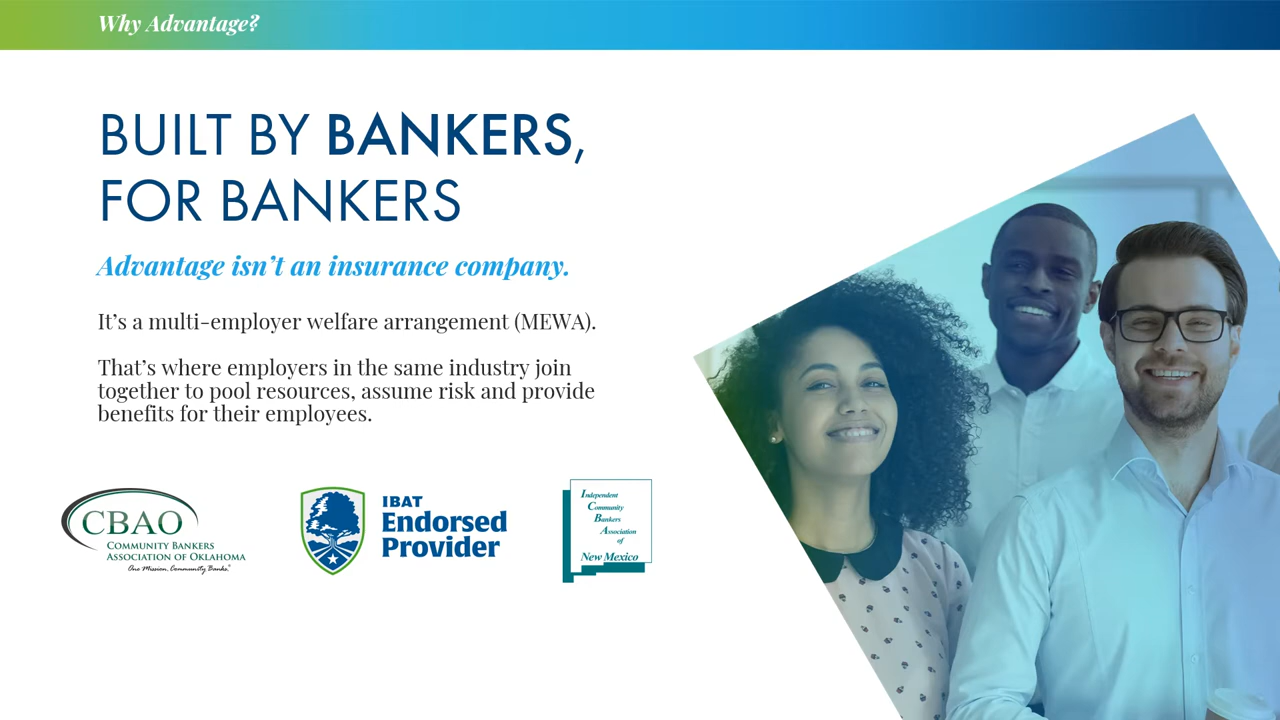 Why Advantage?
BUILT BY BANKERS,
FOR BANKERS
Advantage isn’t an insurance company.
It’s a multi-employer welfare arrangement (MEWA).
That’s where employers in the same industry join
together to pool resources, assume risk and provide
benefits for their employees.
CBAO
COMMUNITY BANKERS
ASSOCIATION OF OKLAHOMA
One Mission. Community Banks.®
IBAT
Endorsed
Provider
Independent
Community
Bankers
Association
of
New Mexico